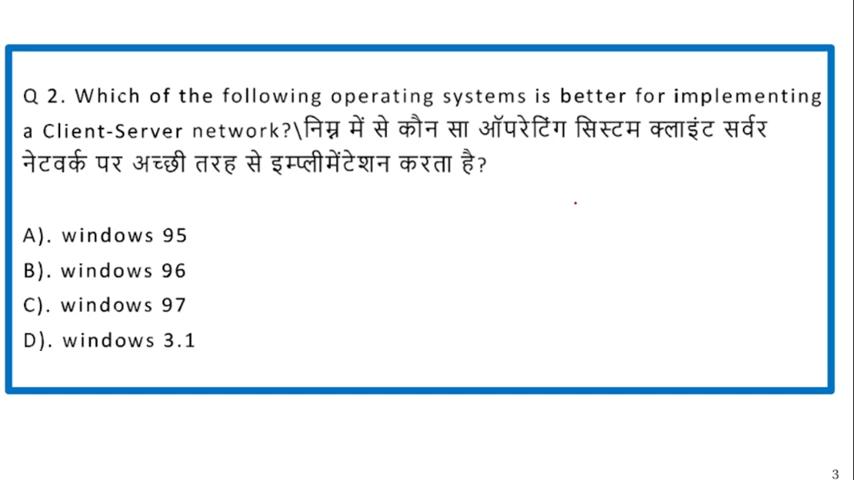 Q 2. Which of the following operating systems is better for implementing
a Client-Server network?\निम्न में से कौन सा ऑपरेटिंग सिस्टम क्लाइंट सर्वर
नेटवर्क पर अच्छी तरह से इम्प्लीमेंटेशन करता है?
A). windows 95
B). windows 96
C). windows 97
D). windows 3.1
3